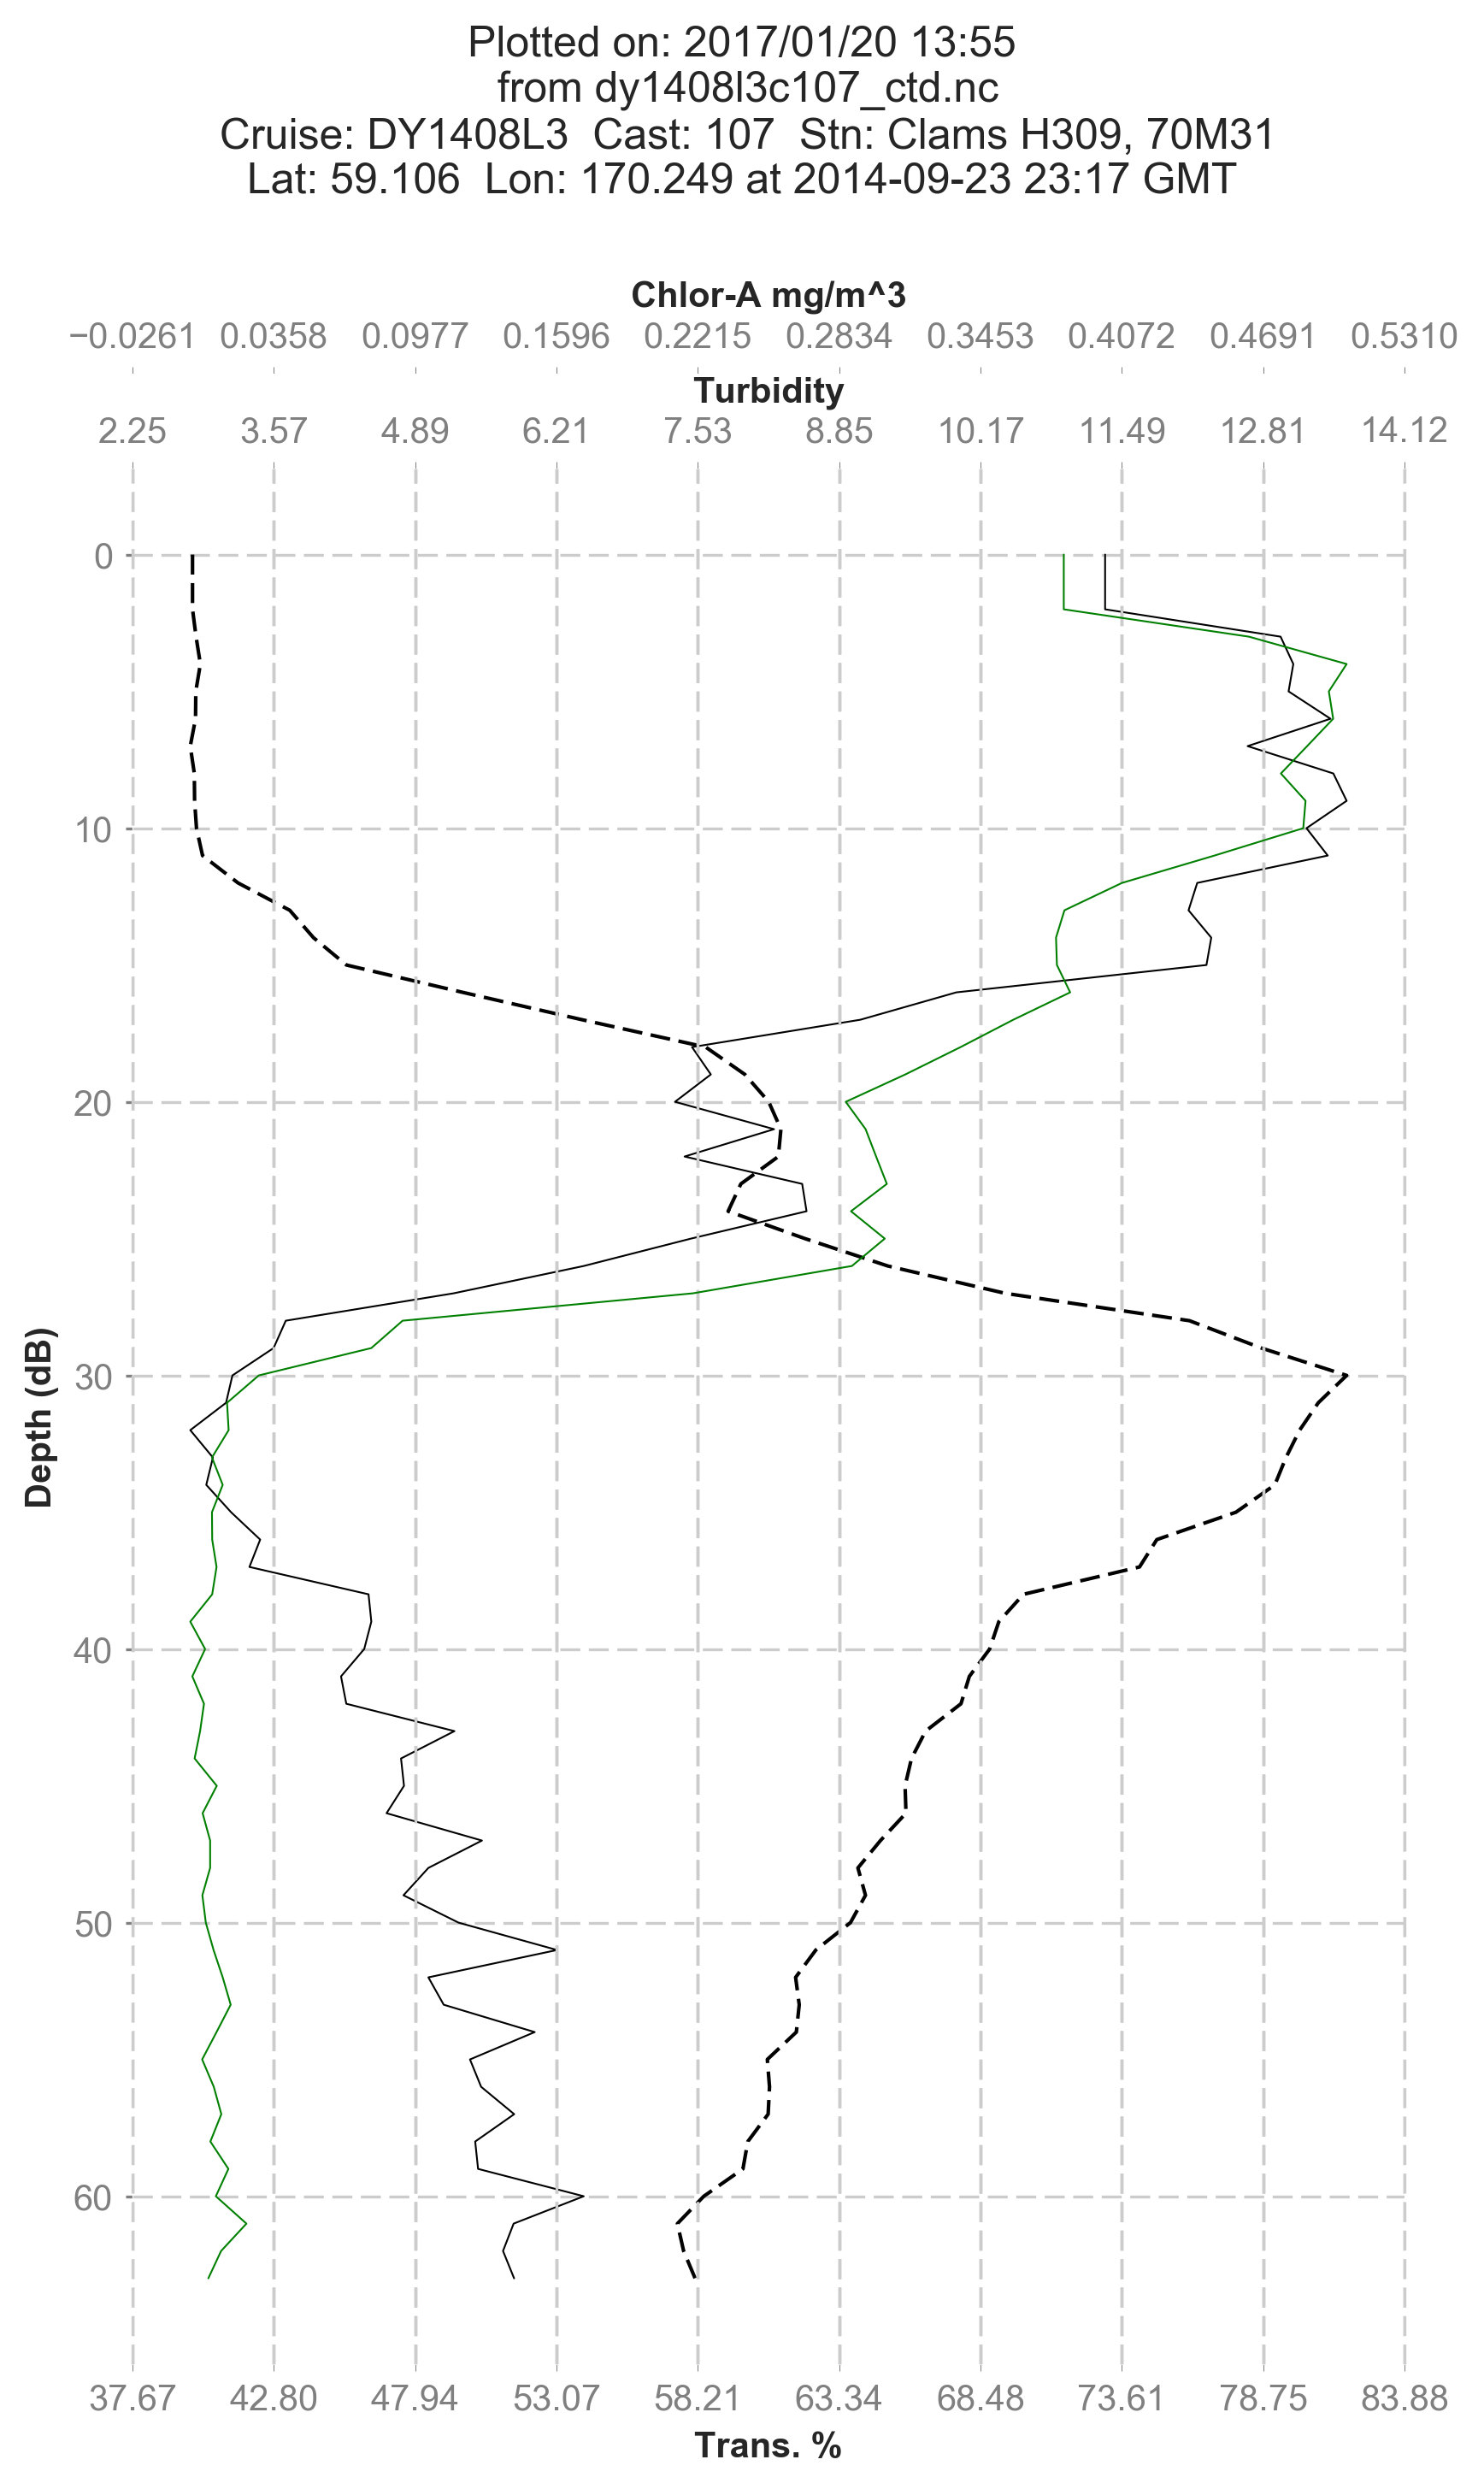 Plotted on: 2017/01/20 13:55
from dy1408l3c107_ctd.nc
Cruise: DY1408L3  Cast: 107  Stn: Clams H309, 70M31
Lat: 59.106  Lon: 170.249 at 2014-09-23 23:17 GMT
Chlor-A mg/m^3
−0.0261 0.0358 0.0977 0.1596 0.2215 0.2834 0.3453 0.4072 0.4691 0.5310
Turbidity
2.25 3.57 4.89 6.21 7.53 8.85 10.17 11.49 12.81 14.12
0
10
20
30
40
50
60
Depth (dB)
37.67 42.80 47.94 53.07 58.21 63.34 68.48 73.61 78.75 83.88
Trans. %